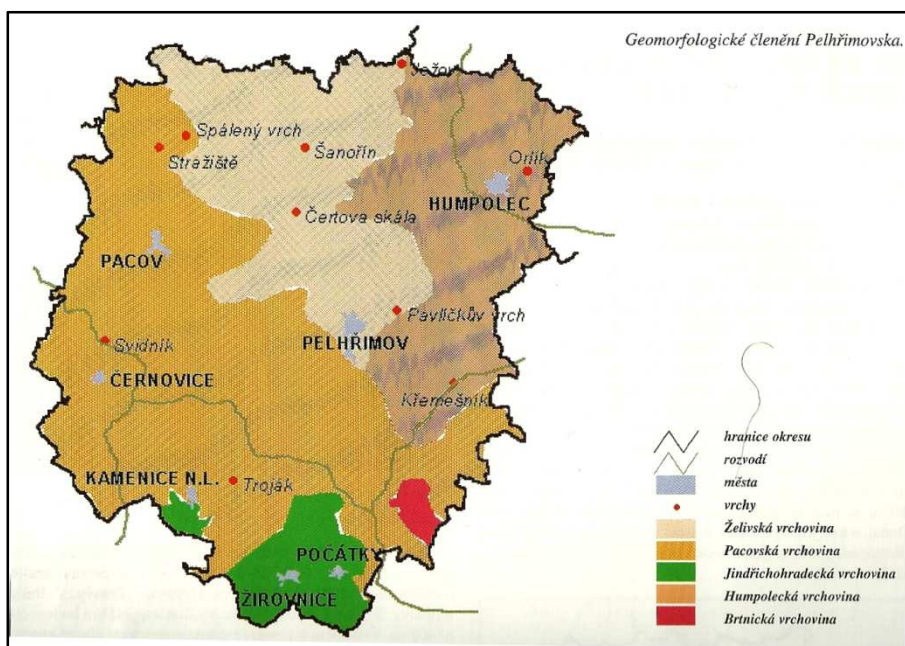 Geomorfologické členění Pelhřimovska.
Ježov
Spálený vrch
Stražiště
Šanořín
Orlík
HUMPOLEC
Čertova skála
PACOV
Pavlíčkův vrch
PELHŘIMOV
Svidník
ČERNOVICE
Křemešník
KAMENICE N.L.
Troják
POČÁTKY
ŽIROVNICE
hranice okresu
rozvodí
města
vrchy
Želivská vrchovina
Pacovská vrchovina
Jindřichohradecká vrchovina
Humpolecká vrchovina
Brtnická vrchovina